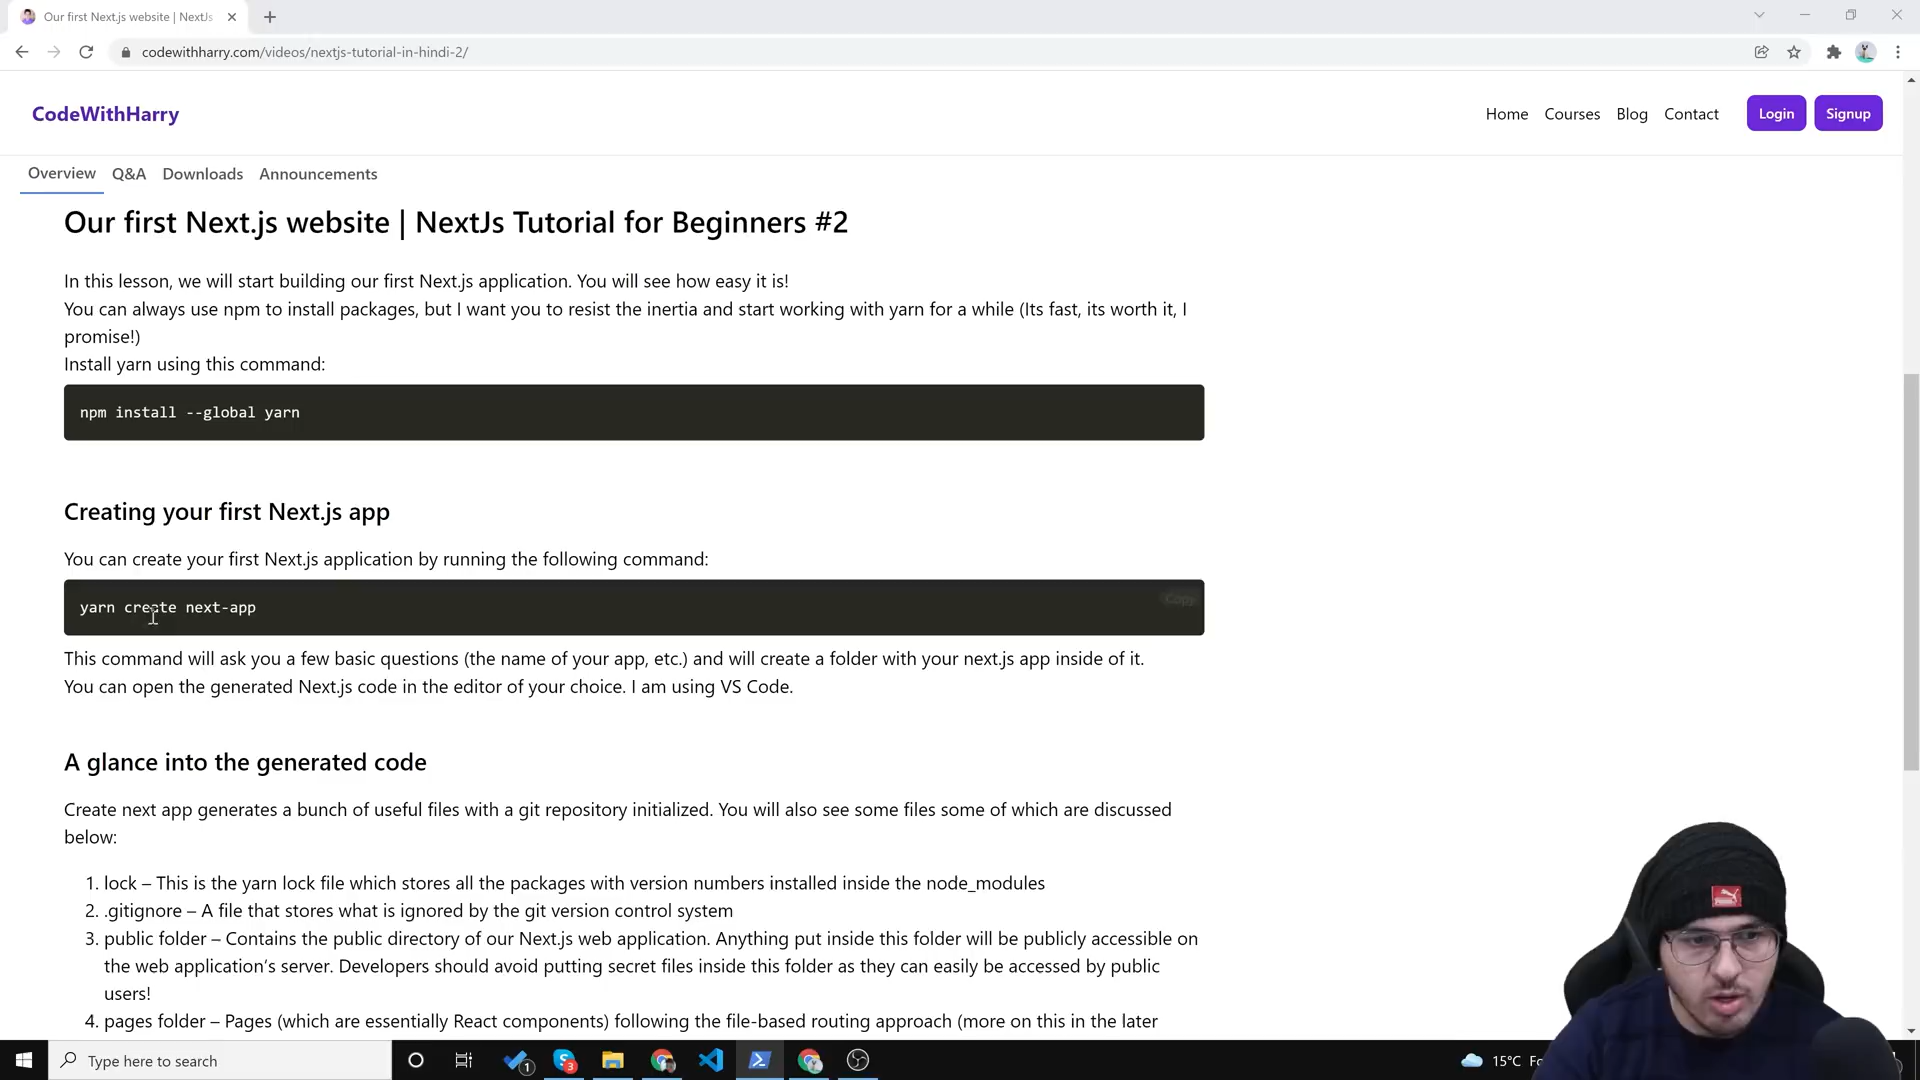 Our first Next.js website | NextJs
codewithharry.com/videos/nextjs-tutorial-in-hindi-2/
CodeWithHarry
Home Courses Blog Contact Login Signup
Overview Q&A Downloads Announcements
Our first Next.js website | NextJs Tutorial for Beginners #2
In this lesson, we will start building our first Next.js application. You will see how easy it is!
You can always use npm to install packages, but I want you to resist the inertia and start working with yarn for a while (Its fast, its worth it, I
promise!)
Install yarn using this command:
npm install --global yarn
Creating your first Next.js app
You can create your first Next.js application by running the following command:
Copy
yarn create next-app
This command will ask you a few basic questions (the name of your app, etc.) and will create a folder with your next.js app inside of it.
You can open the generated Next.js code in the editor of your choice. I am using VS Code.
A glance into the generated code
Create next app generates a bunch of useful files with a git repository initialized. You will also see some files some of which are discussed
below:
1. lock – This is the yarn lock file which stores all the packages with version numbers installed inside the node_modules
2. .gitignore – A file that stores what is ignored by the git version control system
3. public folder – Contains the public directory of our Next.js web application. Anything put inside this folder will be publicly accessible on
the web application's server. Developers should avoid putting secret files inside this folder as they can easily be accessed by public
users!
4. pages folder – Pages (which are essentially React components) following the file-based routing approach (more on this in the later
Type here to search
1
3
15°C